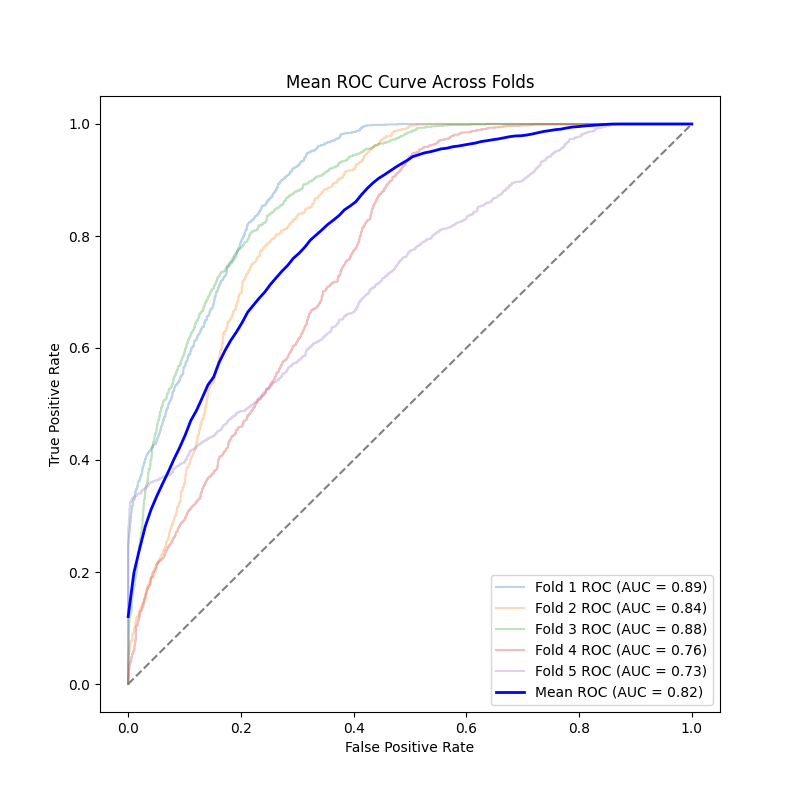 Mean ROC Curve Across Folds
1.0
0.8
0.6
0.4
0.2
0.0
True Positive Rate
0.0 0.2 0.4 0.6 0.8 1.0
False Positive Rate
Fold 1 ROC (AUC = 0.89)
Fold 2 ROC (AUC = 0.84)
Fold 3 ROC (AUC = 0.88)
Fold 4 ROC (AUC = 0.76)
Fold 5 ROC (AUC = 0.73)
Mean ROC (AUC = 0.82)